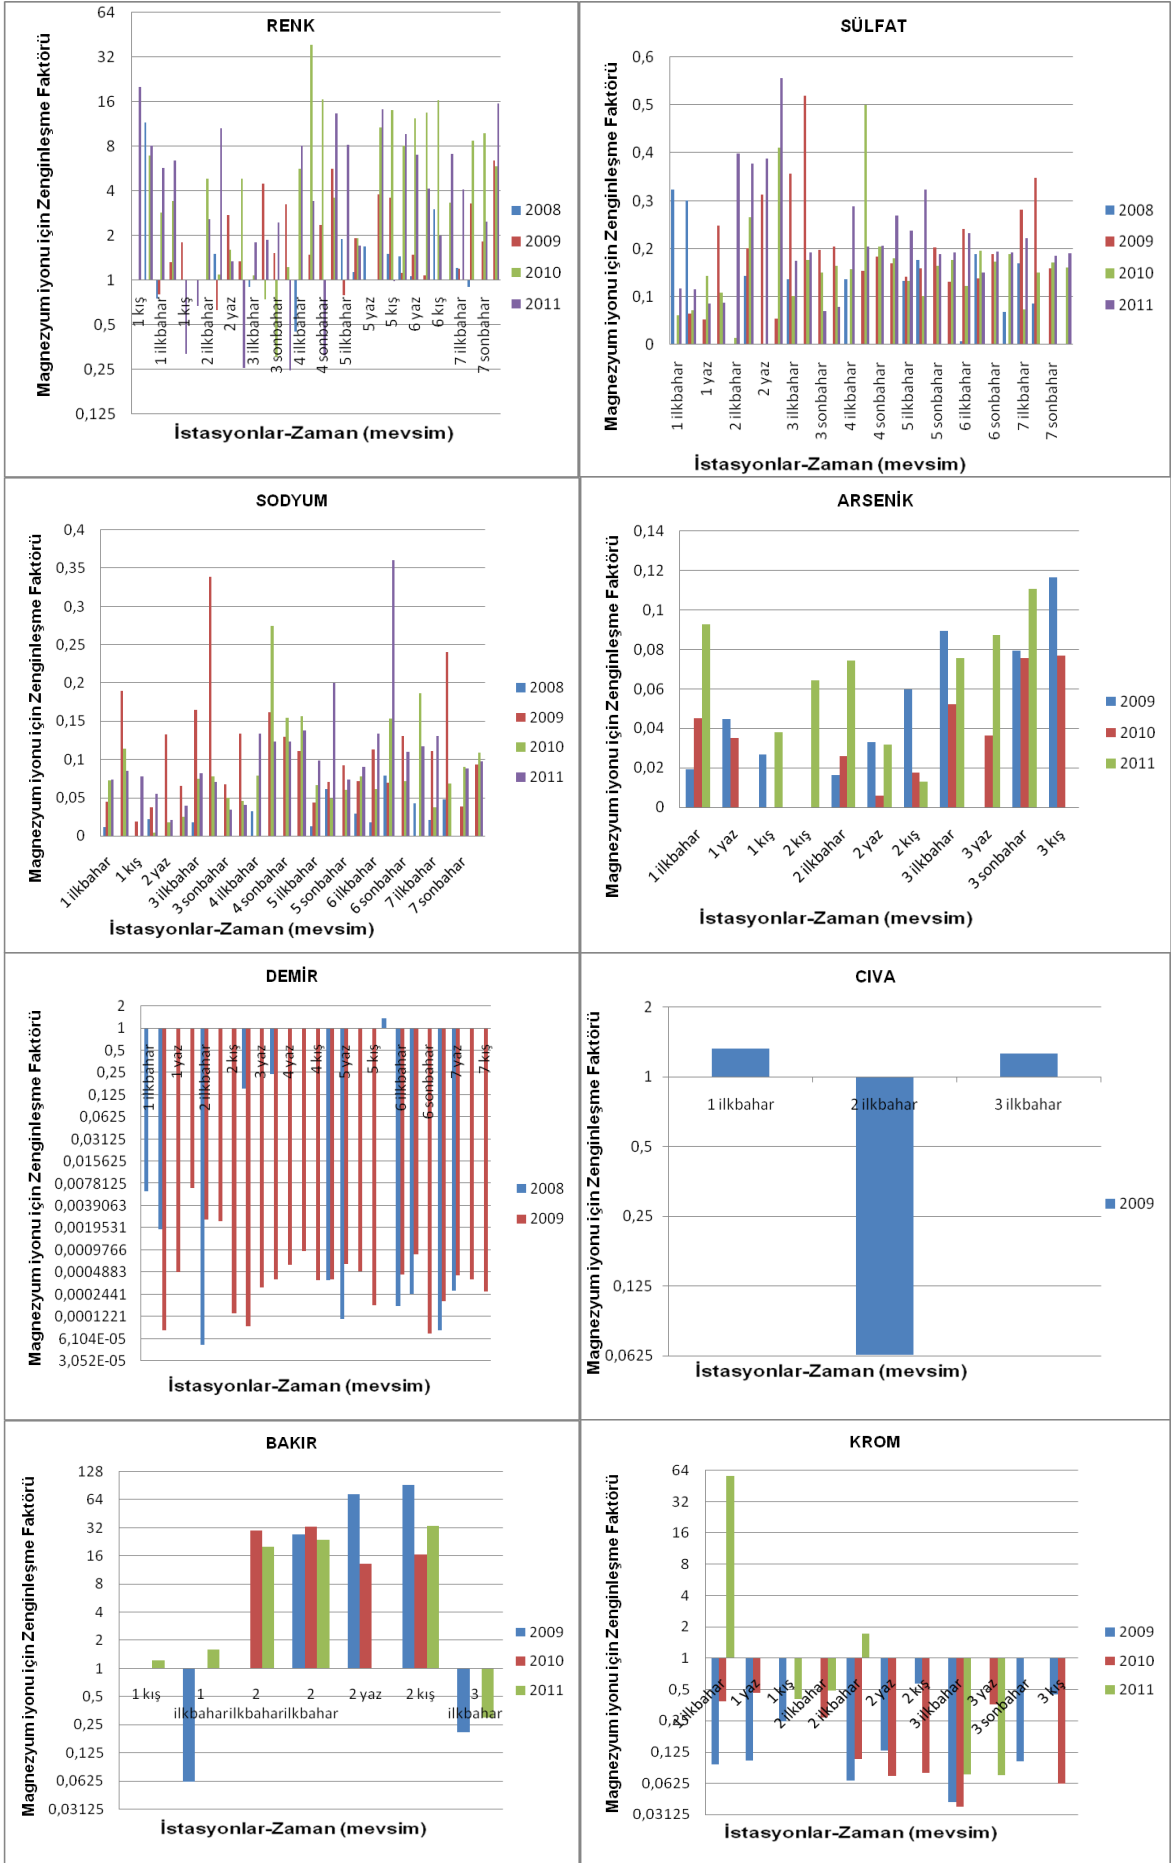 RENK
Magnezyum iyonu için Zenginleşme Faktörü
64
32
16
8
4
2
1
0,5
0,25
0,125
1 kış
1 ilkbahar
1 kış
2 ilkbahar
2 yaz
3 ilkbahar
3 sonbahar
4 ilkbahar
4 sonbahar
5 ilkbahar
5 yaz
5 kış
6 yaz
6 kış
7 ilkbahar
7 sonbahar
2008
2009
2010
2011
İstasyonlar-Zaman (mevsim)
SÜLFAT
Magnezyum iyonu için Zenginleşme Faktörü
0,6
0,5
0,4
0,3
0,2
0,1
0
1 ilkbahar
1 yaz
2 ilkbahar
2 yaz
3 ilkbahar
3 sonbahar
4 ilkbahar
4 sonbahar
5 ilkbahar
5 sonbahar
6 ilkbahar
6 sonbahar
7 ilkbahar
7 sonbahar
2008
2009
2010
2011
İstasyonlar-Zaman (mevsim)
SODYUM
Magnezyum iyonu için Zenginleşme Faktörü
0,4
0,35
0,3
0,25
0,2
0,15
0,1
0,05
0
1 ilkbahar
1 kış
2 yaz
3 ilkbahar
3 sonbahar
4 ilkbahar
4 sonbahar
5 ilkbahar
5 sonbahar
6 ilkbahar
6 sonbahar
7 ilkbahar
7 sonbahar
2008
2009
2010
2011
İstasyonlar-Zaman (mevsim)
ARSENİK
Magnezyum iyonu için Zenginleşme Faktörü
0,14
0,12
0,1
0,08
0,06
0,04
0,02
0
1 ilkbahar
1 yaz
1 kış
2 kış
2 ilkbahar
2 yaz
2 kış
3 ilkbahar
3 yaz
3 sonbahar
3 kış
2009
2010
2011
İstasyonlar-Zaman (mevsim)
DEMİR
Magnezyum iyonu için Zenginleşme Faktörü
2
1
0,5
0,25
0,125
0,0625
0,03125
0,015625
0,0078125
0,0039063
0,0019531
0,0009766
0,0004883
0,0002441
0,0001221
6,104E-05
3,052E-05
1 ilkbahar
1 yaz
2 ilkbahar
2 kış
3 yaz
4 yaz
4 kış
5 yaz
5 kış
6 ilkbahar
6 sonbahar
7 yaz
7 kış
2008
2009
İstasyonlar-Zaman (mevsim)
CIVA
Magnezyum iyonu için Zenginleşme Faktörü
2
1
0,5
0,25
0,125
0,0625
1 ilkbahar
2 ilkbahar
3 ilkbahar
2009
İstasyonlar-Zaman (mevsim)
BAKIR
Magnezyum iyonu için Zenginleşme Faktörü
128
64
32
16
8
4
2
1
0,5
0,25
0,125
0,0625
0,03125
1 kış
1
ilkbahar
2
ilkbahar
2
ilkbahar
2 yaz
2 kış
3
ilkbahar
2009
2010
2011
İstasyonlar-Zaman (mevsim)
KROM
Magnezyum iyonu için Zenginleşme Faktörü
64
32
16
8
4
2
1
0,5
0,25
0,125
0,0625
0,03125
1 ilkbahar
1 yaz
1 kış
2 ilkbahar
2 ilkbahar
2 yaz
2 kış
3 ilkbahar
3 yaz
3 sonbahar
3 kış
2009
2010
2011
İstasyonlar-Zaman (mevsim)